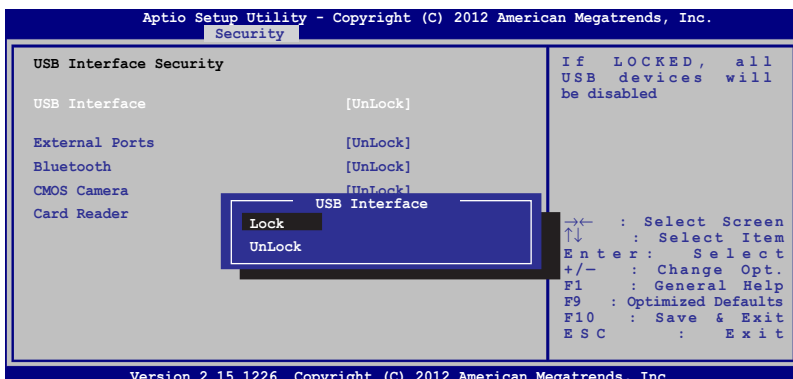 Aptio Setup Utility - Copyright (C) 2012 American Megatrends, Inc.
Security
USB Interface Security
USB Interface [UnLock]
External Ports [UnLock]
Bluetooth [UnLock]
CMOS Camera [UnLock]
Card Reader
USB Interface
Lock
UnLock
If LOCKED, all
USB devices will
be disabled
→← : Select Screen
↑↓ : Select Item
Enter: Select
+/— : Change Opt.
F1 : General Help
F9 : Optimized Defaults
F10 : Save & Exit
ESC : Exit
Version 2.15.1226. Copyright (C) 2012 American Megatrends, Inc.